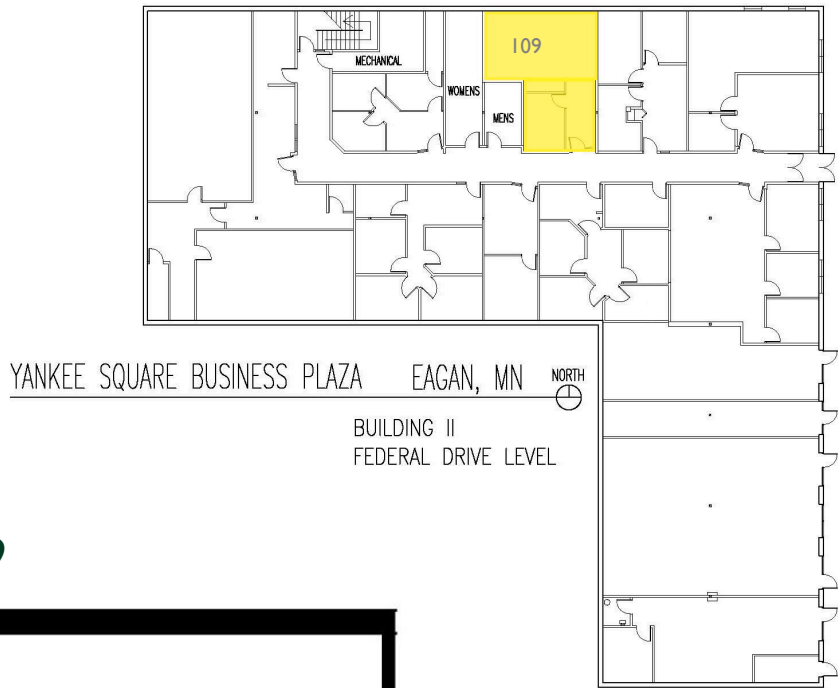 109
MECHANICAL
WOMENS
MENS
YANKEE SQUARE BUSINESS PLAZA EAGAN, MN NORTH
BUILDING II
FEDERAL DRIVE LEVEL